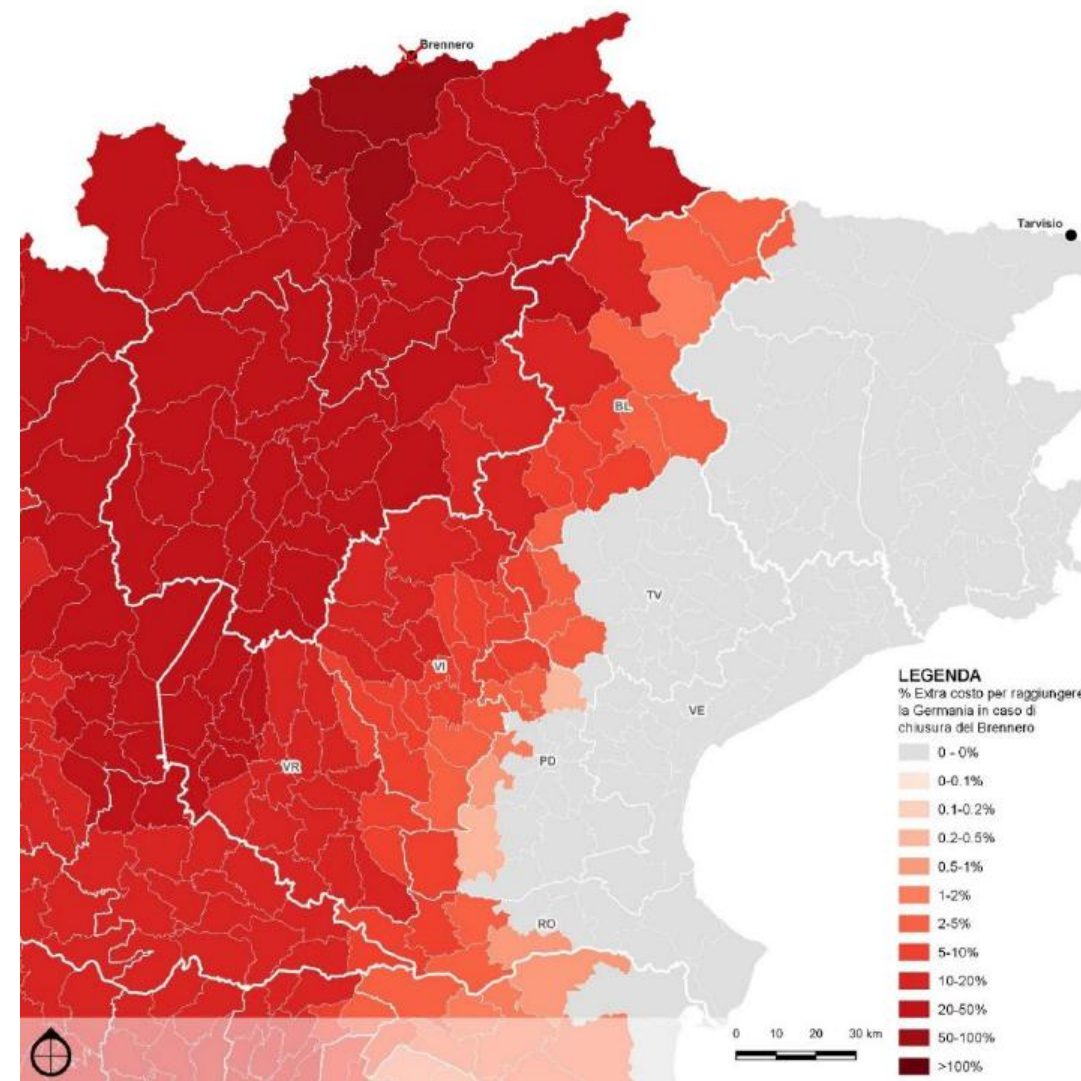 Brennero
Tarvisio
BL
TV
VI
VE
VR
PD
RO
LEGENDA
% Extra costo per raggiungere
la Germania in caso di
chiusura del Brennero
0 - 0%
0-0.1%
0.1-0.2%
0.2-0.5%
0.5-1%
1-2%
2-5%
5-10%
10-20%
20-50%
50-100%
>100%
0 10 20 30 km